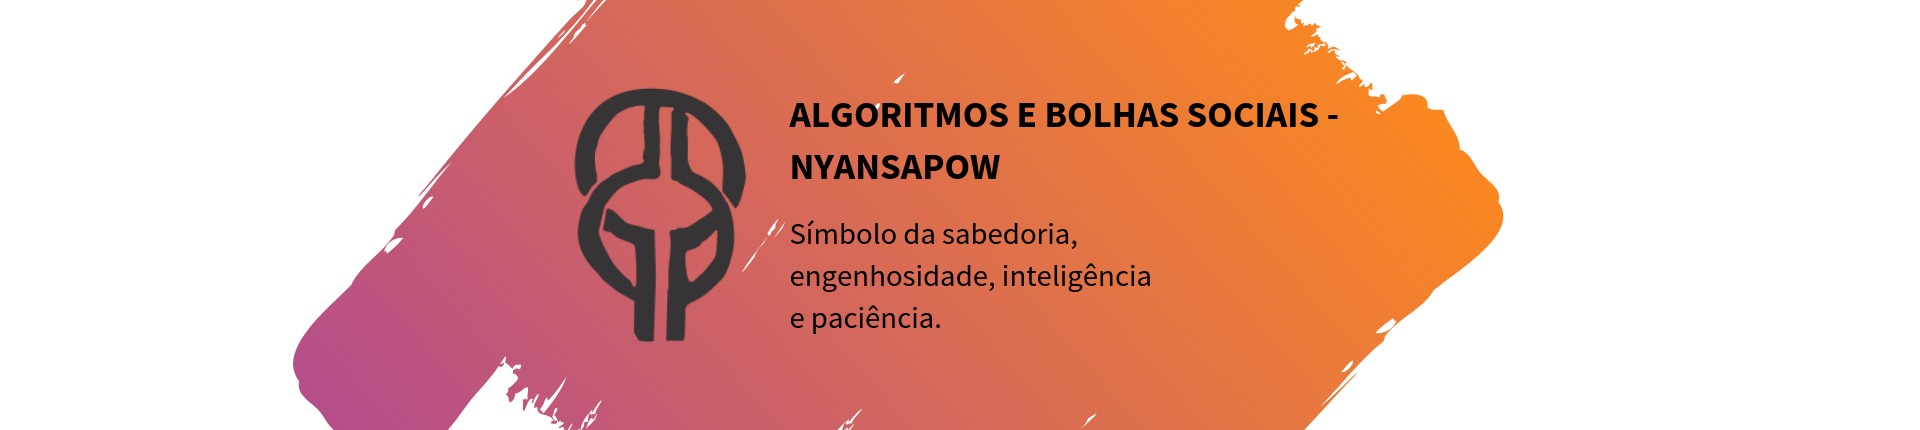 ALGORITMOS E BOLHAS SOCIAIS -
NYANSAPOW
Símbolo da sabedoria,
engenhosidade, inteligência
e paciência.